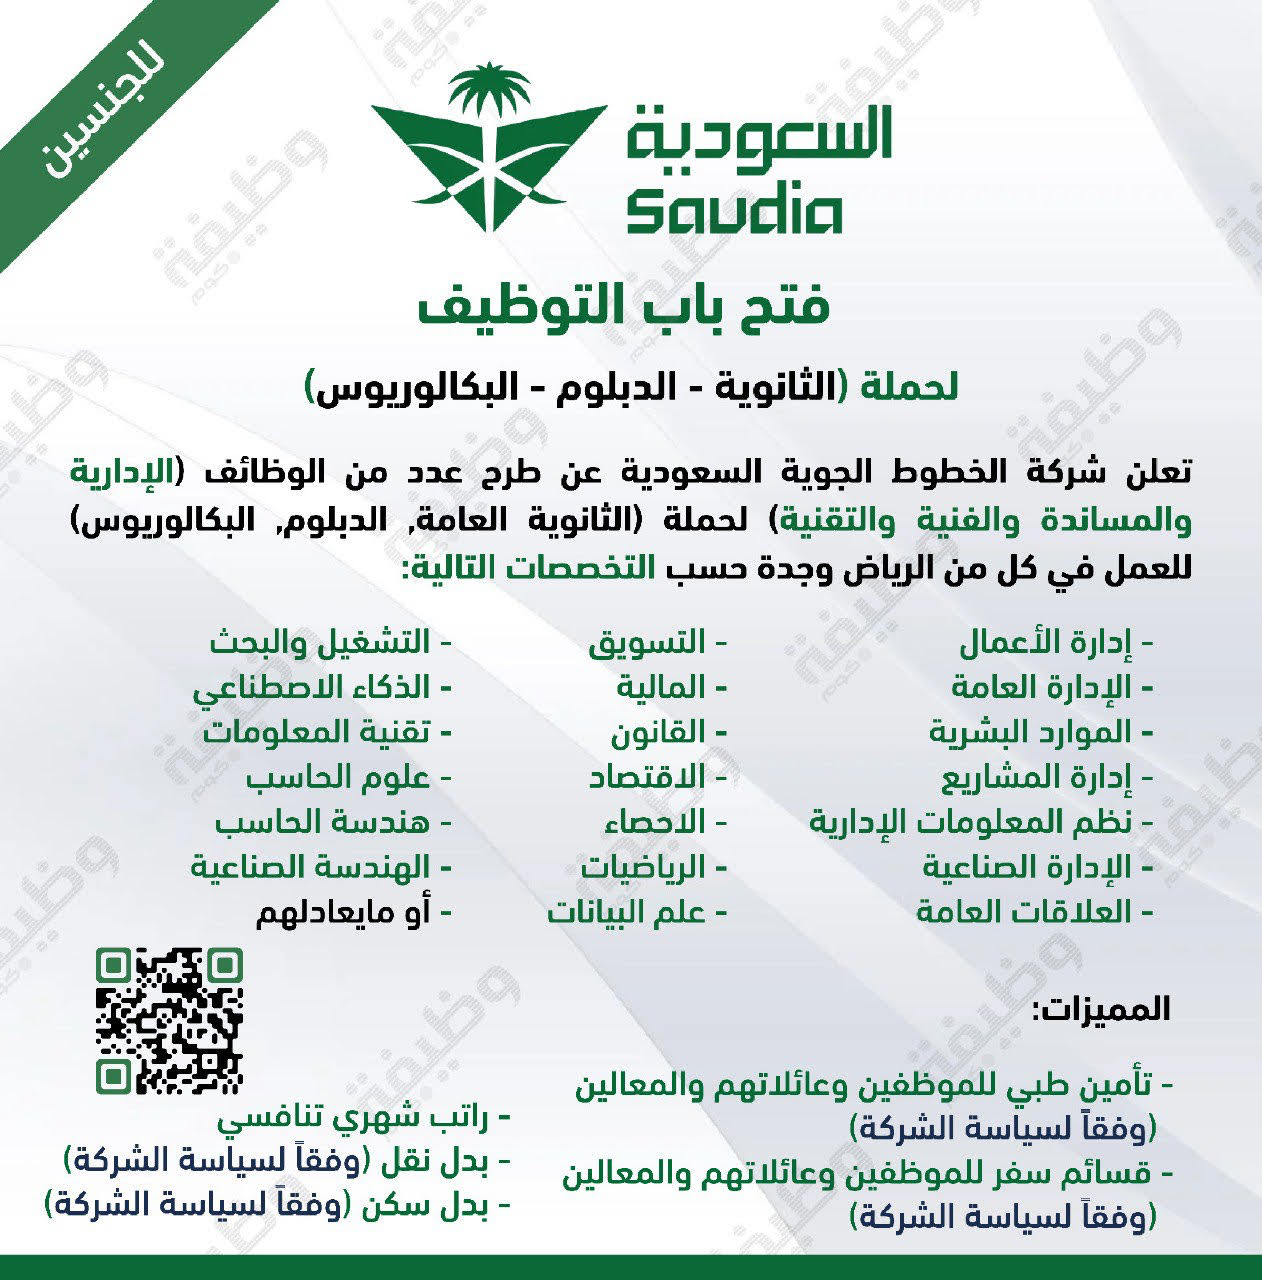 للجنسين
السعودية
Saudia
فتح باب التوظيف
لحملة (الثانوية - الدبلوم - البكالوريوس)
تعلن شركة الخطوط الجوية السعودية عن طرح عدد من الوظائف (الإدارية
والمساندة والفنية والتقنية) لحملة (الثانوية العامة, الدبلوم, البكالوريوس)
للعمل في كل من الرياض وجدة حسب التخصصات التالية:
- إدارة الأعمال
- الإدارة العامة
- الموارد البشرية
- إدارة المشاريع
- نظم المعلومات الإدارية
- الإدارة الصناعية
- العلاقات العامة
- التسويق
- المالية
- القانون
- الاقتصاد
- الاحصاء
- الرياضيات
- علم البيانات
- التشغيل والبحث
- الذكاء الاصطناعي
- تقنية المعلومات
- علوم الحاسب
- هندسة الحاسب
- الهندسة الصناعية
- أو مايعادلهم
المميزات:
- تأمين طبي للموظفين وعائلاتهم والمعالين
(وفقاً لسياسة الشركة)
- قسائم سفر للموظفين وعائلاتهم والمعالين
(وفقاً لسياسة الشركة)
- راتب شهري تنافسي
- بدل نقل (وفقاً لسياسة الشركة)
- بدل سكن (وفقاً لسياسة الشركة)
وظيفة.كوم